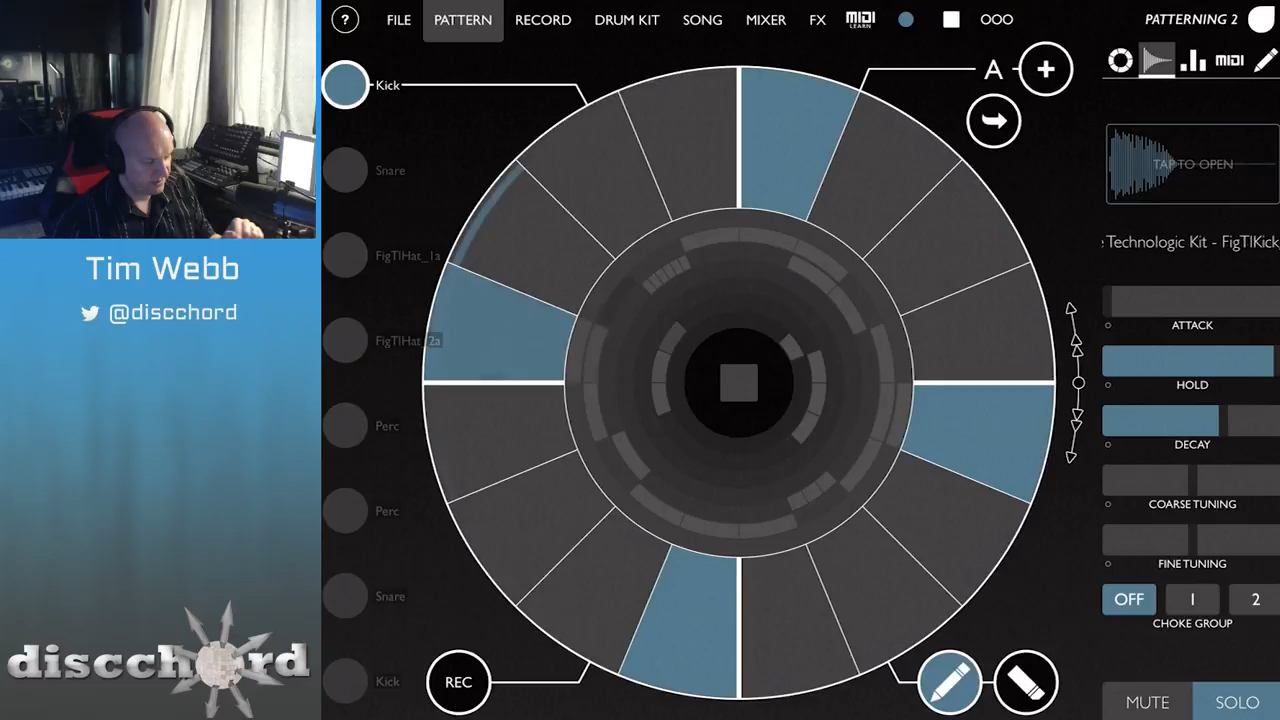 ?
FILE
PATTERN
RECORD
DRUM KIT
SONG
MIXER
FX
MIDI
LEARN
PATTERNING 2
Kick
A
+
MIDI
Snare
TAP TO OPEN
FigTlHat_1a
Technologic Kit - FigTlKick
Tim Webb
@discchord
ATTACK
FigTlHat_2a
HOLD
Perc
DECAY
COARSE TUNING
Perc
FINE TUNING
Snare
OFF
1
2
CHOKE GROUP
discchord
Kick
REC
MUTE
SOLO